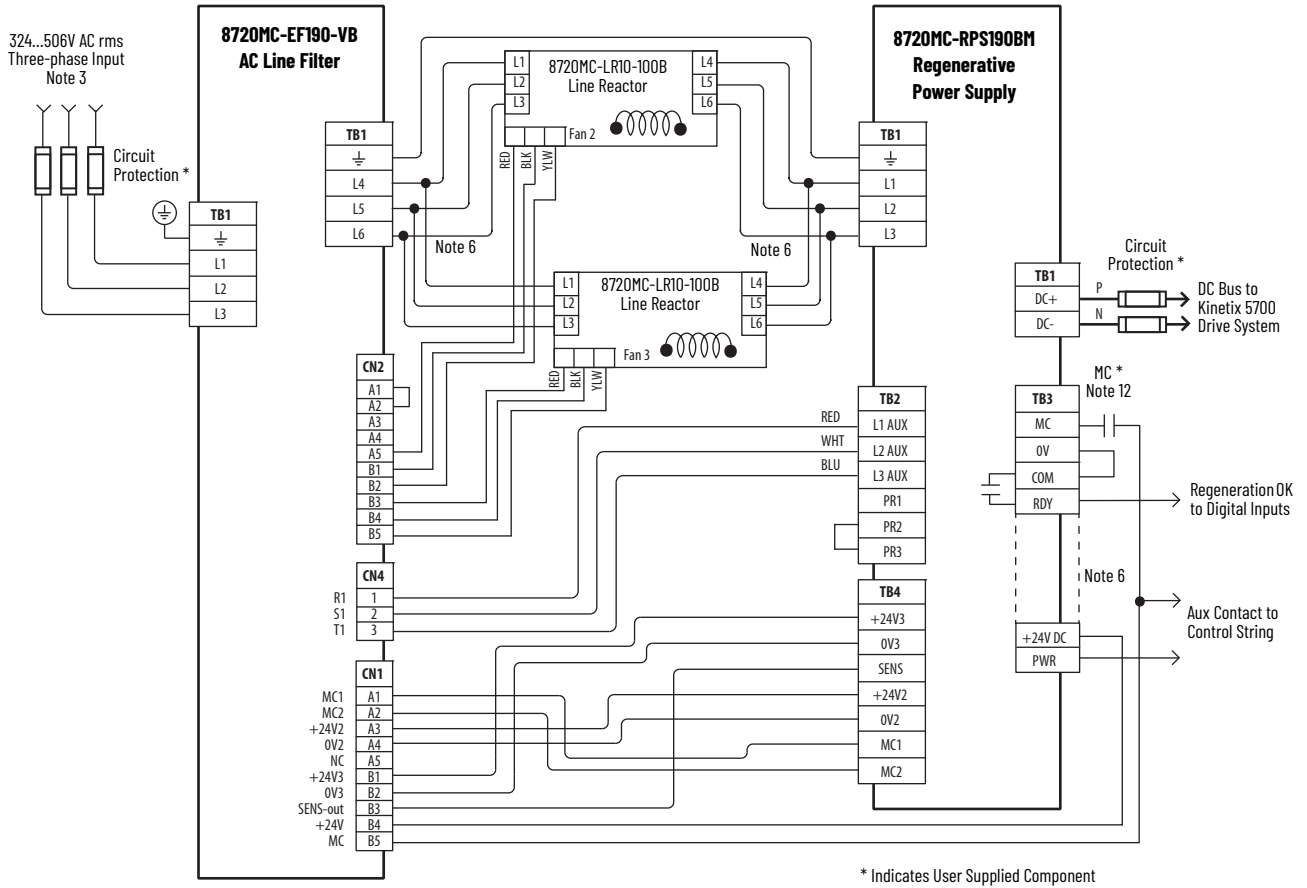 324...506V AC rms
Three-phase Input
Note 3
Circuit
Protection *
8720MC-EF190-VB
AC Line Filter
TB1
L1
L2
L3
TB1
L4
L5
L6
Note 6
L1
L2
L3
8720MC-LR10-100B
Line Reactor
L4
L5
L6
Fan 2
RED
BLK
YLW
Note 6
L1
L2
L3
8720MC-LR10-100B
Line Reactor
L4
L5
L6
Fan 3
RED
BLK
YLW
8720MC-RPS190BM
Regenerative
Power Supply
TB1
L1
L2
L3
TB1
DC+
DC-
P
N
Circuit
Protection *
DC Bus to
Kinetix 5700
Drive System
CN2
A1
A2
A3
A4
A5
B1
B2
B3
B4
B5
CN4
R1 1
S1 2
T1 3
CN1
MC1 A1
MC2 A2
+24V2 A3
0V2 A4
NC A5
+24V3 B1
0V3 B2
SENS-out B3
+24V B4
MC B5
TB2
RED L1 AUX
WHT L2 AUX
BLU L3 AUX
PR1
PR2
PR3
TB4
+24V3
0V3
SENS
+24V2
0V2
MC1
MC2
MC *
Note 12
TB3
MC
0V
COM
RDY
Regeneration OK
to Digital Inputs
Note 6
Aux Contact to
Control String
+24V DC
PWR
* Indicates User Supplied Component